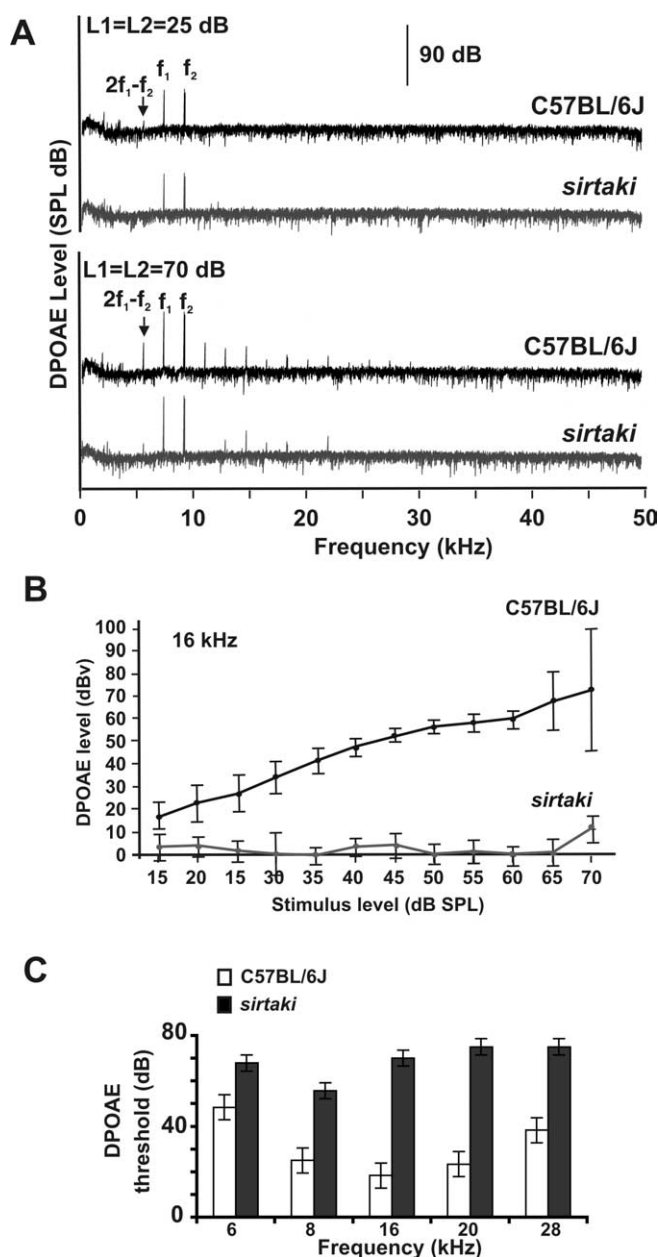 A
L1=L2=25 dB
90 dB
2f1-f2
f1
f2
C57BL/6J
sirtaki
L1=L2=70 dB
2f1-f2
f1
f2
C57BL/6J
sirtaki
DPOAE Level (SPL dB)
0 10 20 30 40 50
Frequency (kHz)
B
C57BL/6J
16 kHz
100
90
80
70
60
50
40
30
20
10
0
DPOAE level (dBv)
sirtaki
15 20 15 30 35 40 45 50 55 60 65 70
Stimulus level (dB SPL)
C
C57BL/6J
sirtaki
80
40
0
DPOAE
threshold (dB)
6 8 16 20 28
Frequency (kHz)